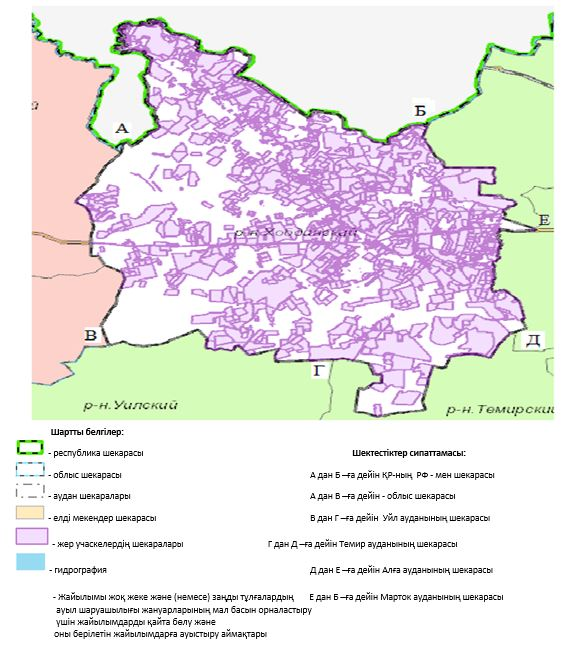 А
Б
р-н Хобдинский
Е
В
Г
Д
р-н. Уилский
р-н. Темирский
Шартты белгілер:
- республика шекарасы
- облыс шекарасы
- аудан шекаралары
- елді мекендер шекарасы
- жер учаскелердің шекаралары
- гидрография
- Жайылымы жоқ жеке және (немесе) заңды тұлғалардың
ауыл шаруашылығы жануарларының мал басын орналастыру
үшін жайылымдарды қайта бөлу және
оны берілетін жайылымдарға ауыстыру аймақтары
Шектестіктер сипаттамасы:
А дан Б –ға дейін ҚР-ның РФ - мен шекарасы
А дан В –ға дейін - облыс шекарасы
В дан Г –ға дейін Уйл ауданының шекарасы
Г дан Д –ға дейін Темир ауданының шекарасы
Д дан Е –ға дейін Алға ауданының шекарасы
Е дан Б –ға дейін Марток ауданының шекарасы